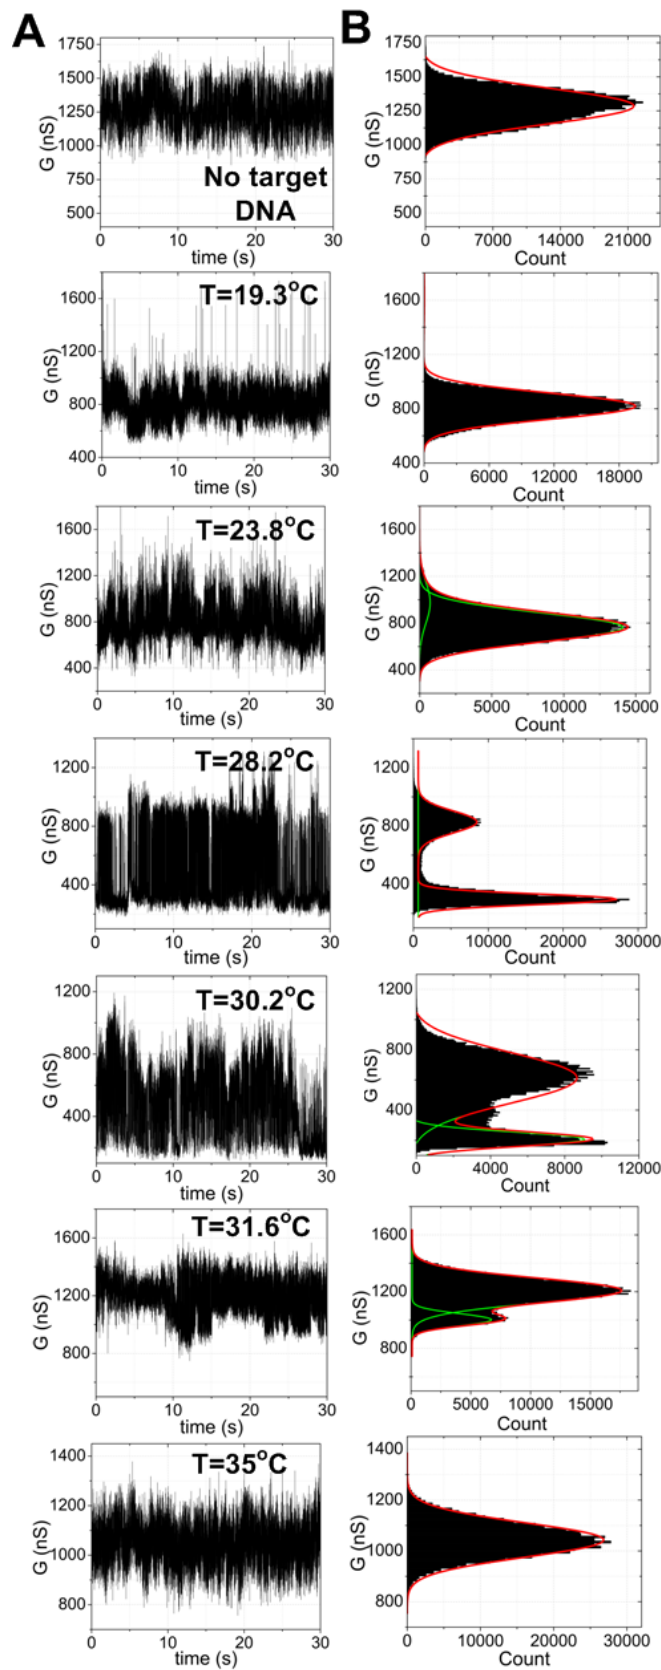 A B
1750
1500
1250
1000
750
500
G (nS)
No target
DNA
0 10 20 30
time (s)
1750
1500
1250
1000
750
500
G (nS)
0 7000 14000 21000
Count
T=19.3°C
1600
1200
800
400
G (nS)
0 10 20 30
time (s)
1600
1200
800
400
G (nS)
0 6000 12000 18000
Count
T=23.8°C
1600
1200
800
400
G (nS)
0 10 20 30
time (s)
1600
1200
800
400
G (nS)
0 5000 10000 15000
Count
T=28.2°C
1200
800
400
G (nS)
0 10 20 30
time (s)
1200
800
400
G (nS)
0 10000 20000 30000
Count
T=30.2°C
1200
800
400
G (nS)
0 10 20 30
time (s)
1200
800
400
G (nS)
0 4000 8000 12000
Count
T=31.6°C
1600
1200
800
G (nS)
0 10 20 30
time (s)
1600
1200
800
G (nS)
0 5000 10000 15000
Count
T=35°C
1400
1200
1000
800
G (nS)
0 10 20 30
time (s)
1400
1200
1000
800
G (nS)
0 10000 20000 30000
Count